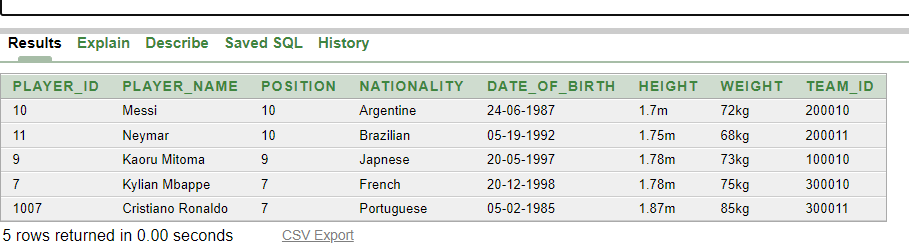 Results Explain Describe Saved SQL History
PLAYER_ID PLAYER_NAME POSITION NATIONALITY DATE_OF_BIRTH HEIGHT WEIGHT TEAM_ID
10 Messi 10 Argentine 24-06-1987 1.7m 72kg 200010
11 Neymar 10 Brazilian 05-19-1992 1.75m 68kg 200011
9 Kaoru Mitoma 9 Japnese 20-05-1997 1.78m 73kg 100010
7 Kylian Mbappe 7 French 20-12-1998 1.78m 75kg 300010
1007 Cristiano Ronaldo 7 Portuguese 05-02-1985 1.87m 85kg 300011
5 rows returned in 0.00 seconds CSV Export